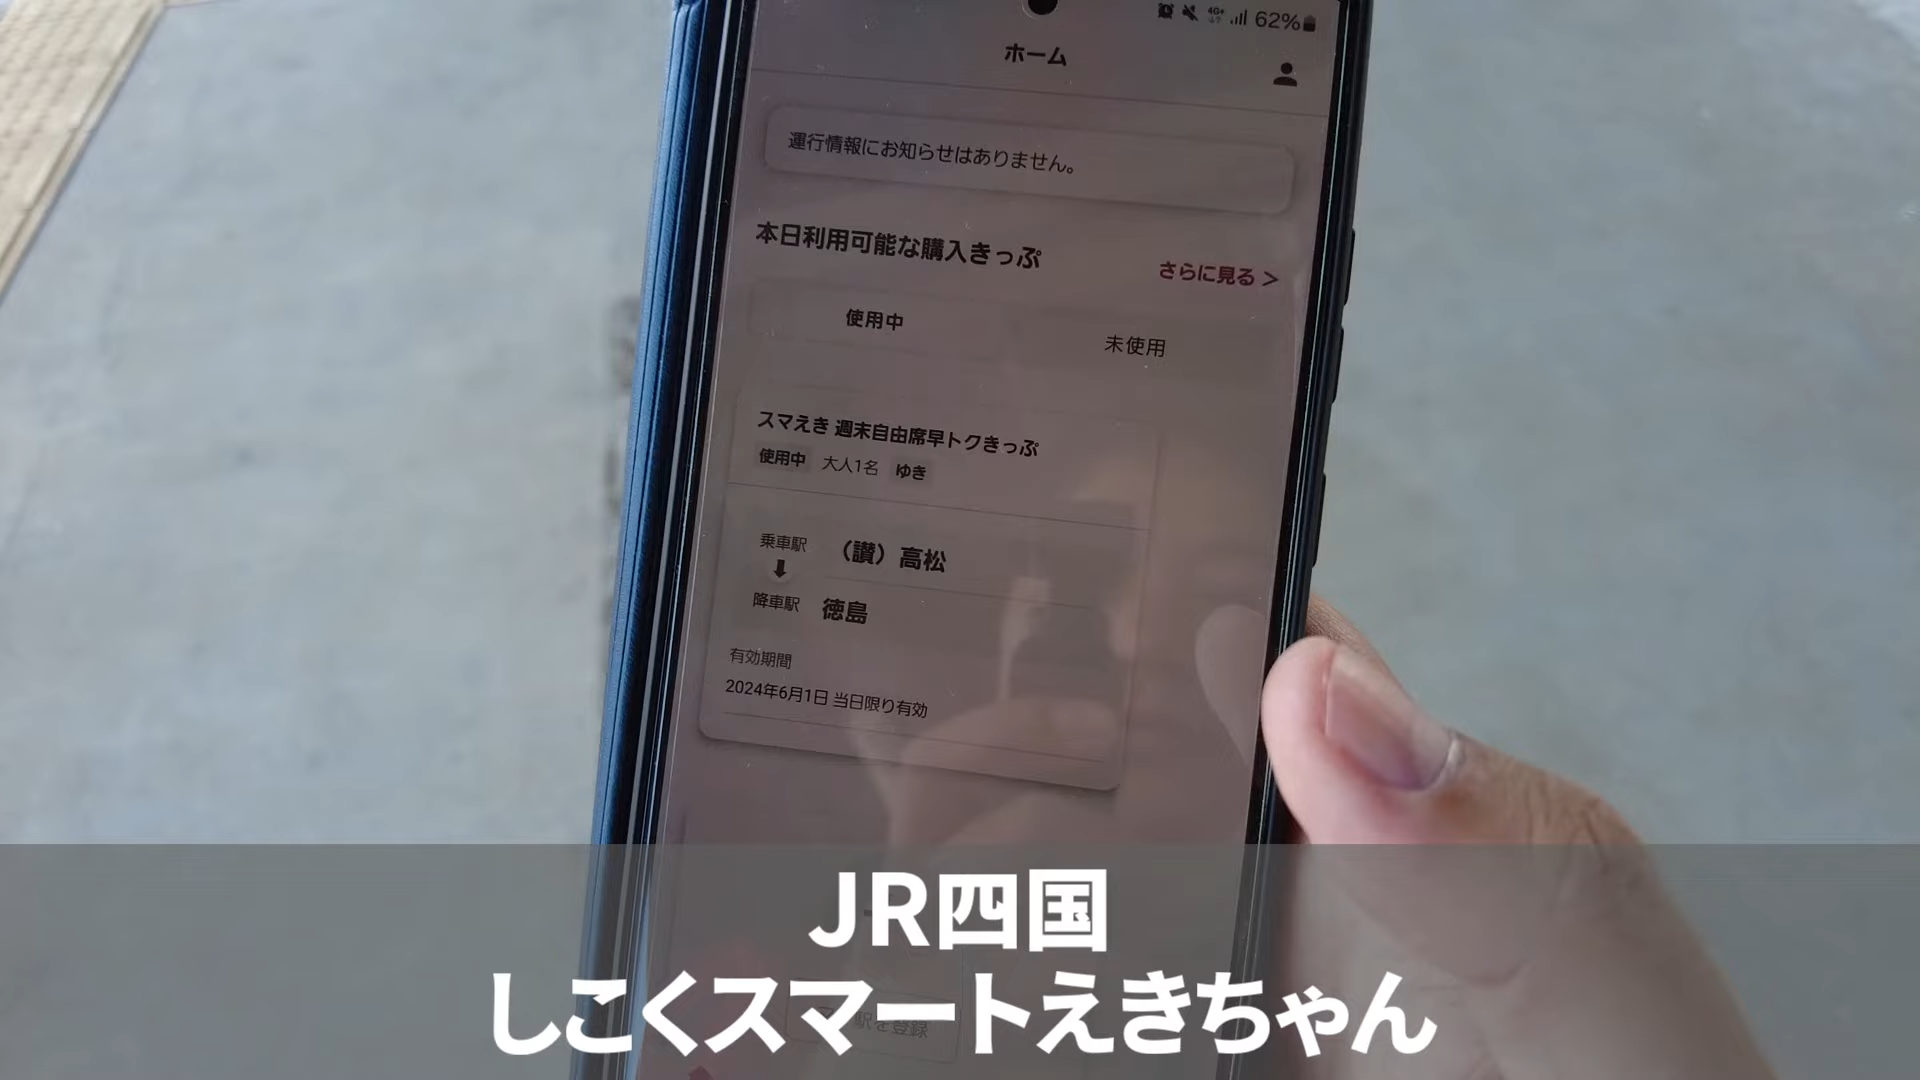 4G+ 62%
ホーム
運行情報にお知らせはありません。
本日利用可能な購入きっぷ
さらに見る >
使用中
未使用
スマえき 週末自由席早トクきっぷ
使用中 大人1名 ゆき
乗車駅 (讃) 高松
降車駅 徳島
有効期間
2024年6月1日 当日限り有効
駅を登録
JR四国
しこくスマートえきちゃん